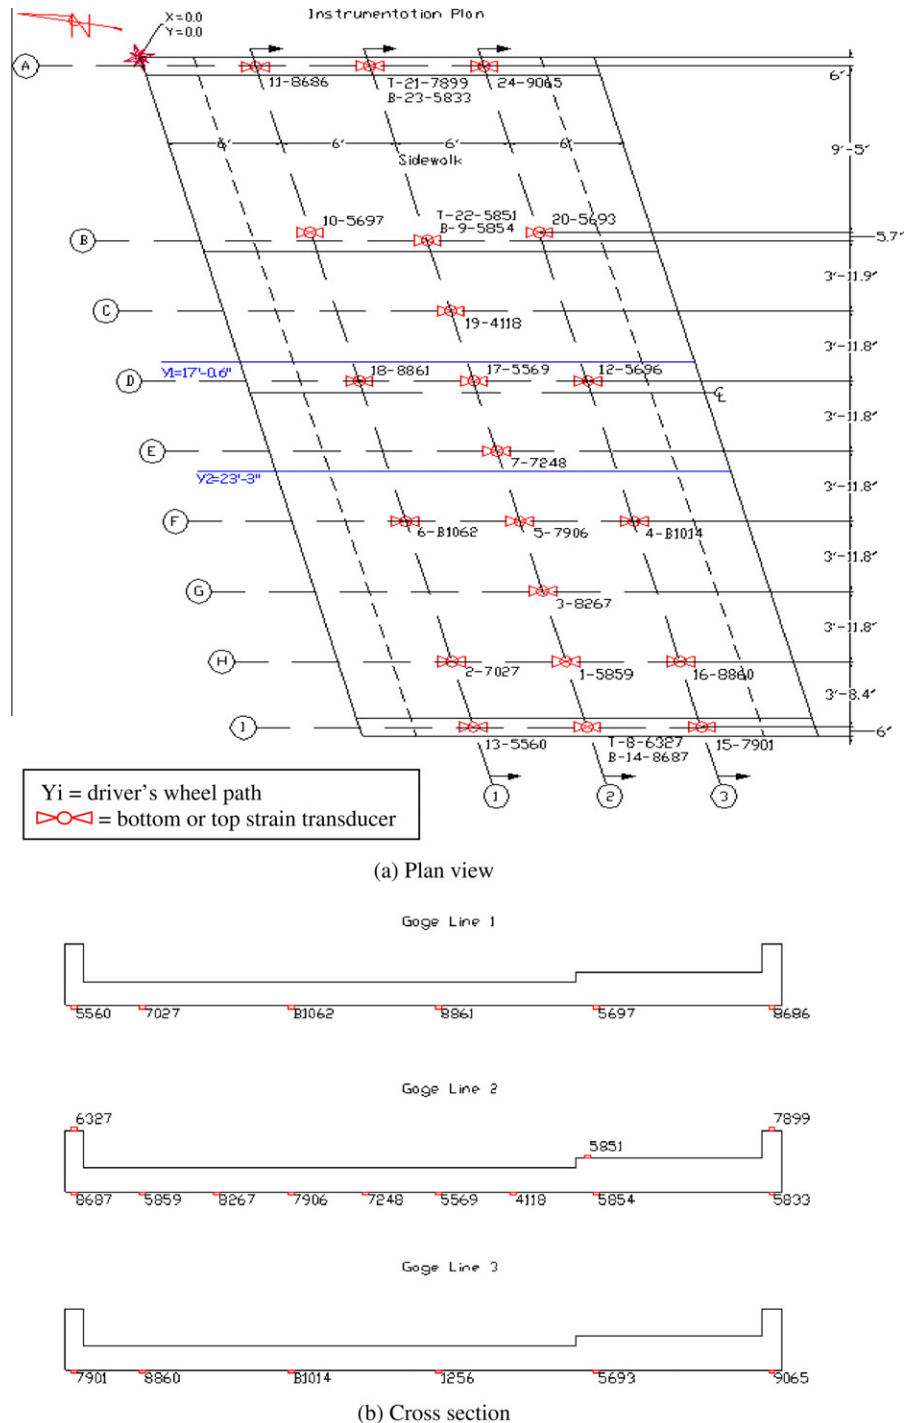 Instrumentation Plan
X=0.0
Y=0.0
N
A
11-8686
T-21-7899
B-23-5833
24-9065
6"
6'
6'
6'
6'
9'-5"
Sidewalk
10-5697
T-22-5851
B-9-5854
20-5693
B
5.7"
3'-11.9"
C
19-4118
3'-11.8"
Y1=17'-0.6"
D
18-8861
17-5569
12-5696
℄
3'-11.8"
E
7-7248
Y2=23'-3"
3'-11.8"
F
6-B1062
5-7906
4-B1014
3'-11.8"
G
3-8267
3'-11.8"
H
2-7027
1-5859
16-8860
3'-8.4"
I
13-5560
T-8-6327
B-14-8687
15-7901
6"
1
2
3
Yi = driver's wheel path
= bottom or top strain transducer
(a) Plan view
Gage Line 1
5560 7027 B1062 8861 5697 8686
Gage Line 2
6327 7899
5851
8687 5859 8267 7906 7248 5569 4118 5854 5833
Gage Line 3
7901 8860 B1014 1256 5693 9065
(b) Cross section